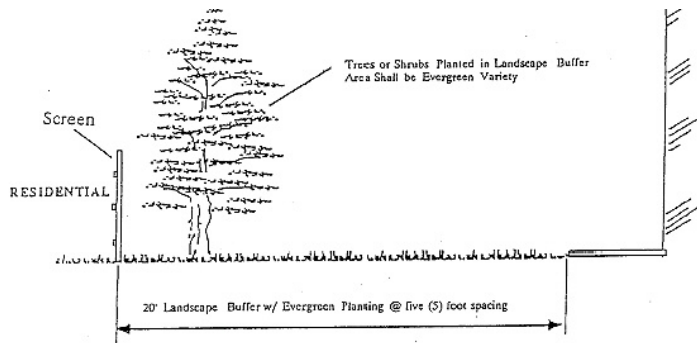 Trees or Shrubs Planted in Landscape Buffer
Area Shall be Evergreen Variety
Screen
RESIDENTIAL
20' Landscape Buffer w/ Evergreen Planting @ five (5) foot spacing